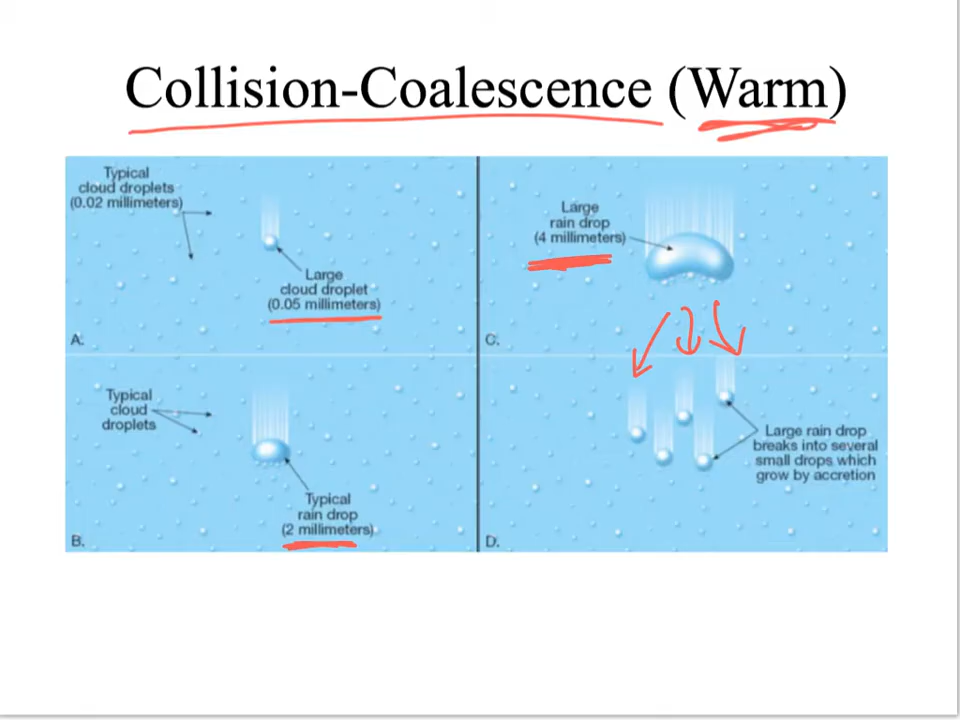 Collision-Coalescence (Warm)
Typical
cloud droplets
(0.02 millimeters)
Large
cloud droplet
(0.05 millimeters)
A.
Typical
cloud
droplets
Typical
rain drop
(2 millimeters)
B.
Large
rain drop
(4 millimeters)
C.
Large rain drop
breaks into several
small drops which
grow by accretion
D.